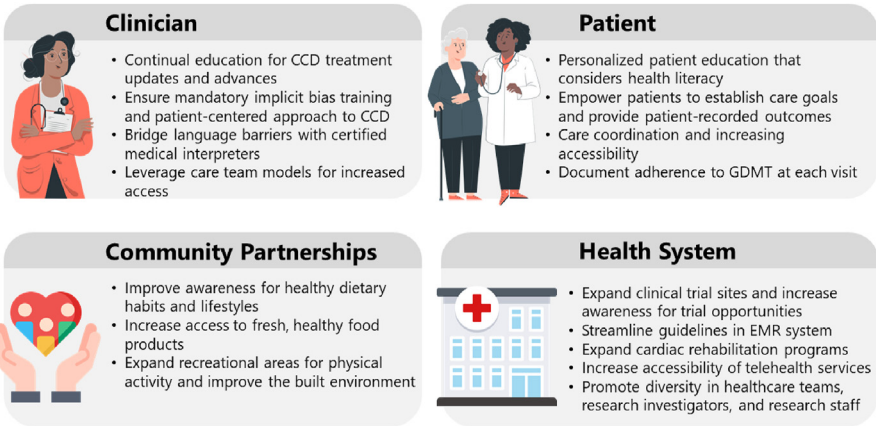 Clinician
• Continual education for CCD treatment
updates and advances
• Ensure mandatory implicit bias training
and patient-centered approach to CCD
• Bridge language barriers with certified
medical interpreters
• Leverage care team models for increased
access
Patient
• Personalized patient education that
considers health literacy
• Empower patients to establish care goals
and provide patient-recorded outcomes
• Care coordination and increasing
accessibility
• Document adherence to GDMT at each visit
Community Partnerships
• Improve awareness for healthy dietary
habits and lifestyles
• Increase access to fresh, healthy food
products
• Expand recreational areas for physical
activity and improve the built environment
Health System
• Expand clinical trial sites and increase
awareness for trial opportunities
• Streamline guidelines in EMR system
• Expand cardiac rehabilitation programs
• Increase accessibility of telehealth services
• Promote diversity in healthcare teams,
research investigators, and research staff